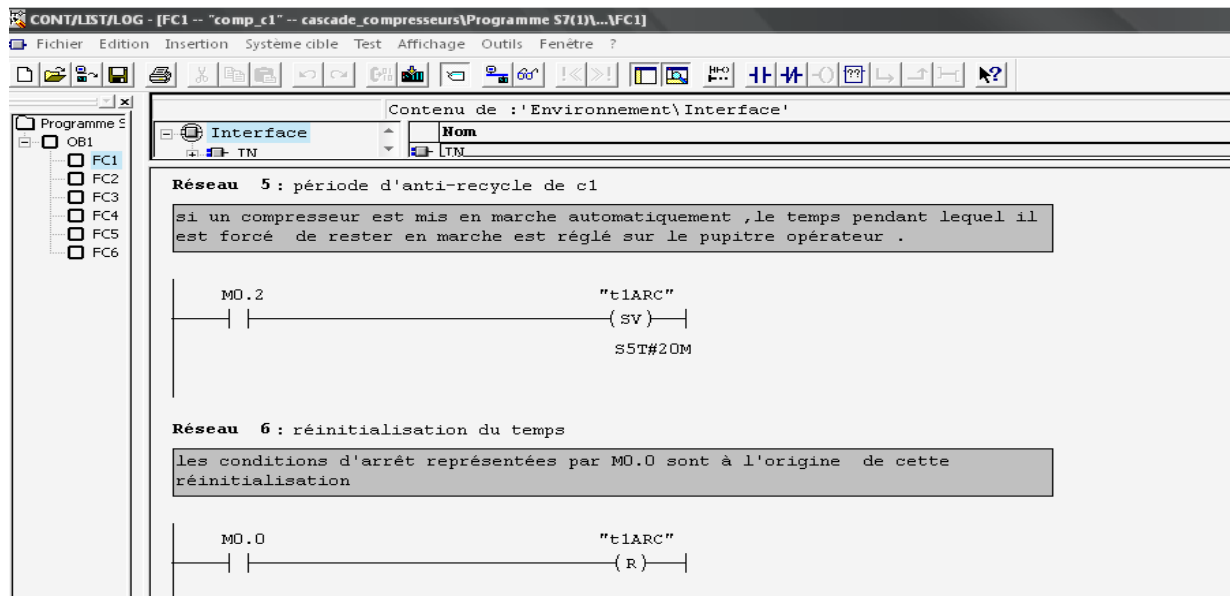 CONT/LIST/LOG - [FC1 -- "comp_c1" -- cascade_compresseurs\Programme S7(1)\...\FC1]
Fichier Edition Insertion Système cible Test Affichage Outils Fenêtre ?
Contenu de :'Environnement\Interface'
Programme S
OB1
FC1
FC2
FC3
FC4
FC5
FC6
Interface
IN
Nom
IN
Réseau 5 : période d'anti-recycle de c1
si un compresseur est mis en marche automatiquement ,le temps pendant lequel il
est forcé de rester en marche est réglé sur le pupitre opérateur .
M0.2 "t1ARC"
SV
S5T#20M
Réseau 6 : réinitialisation du temps
les conditions d'arrêt représentées par M0.0 sont à l'origine de cette
réinitialisation
M0.0 "t1ARC"
R